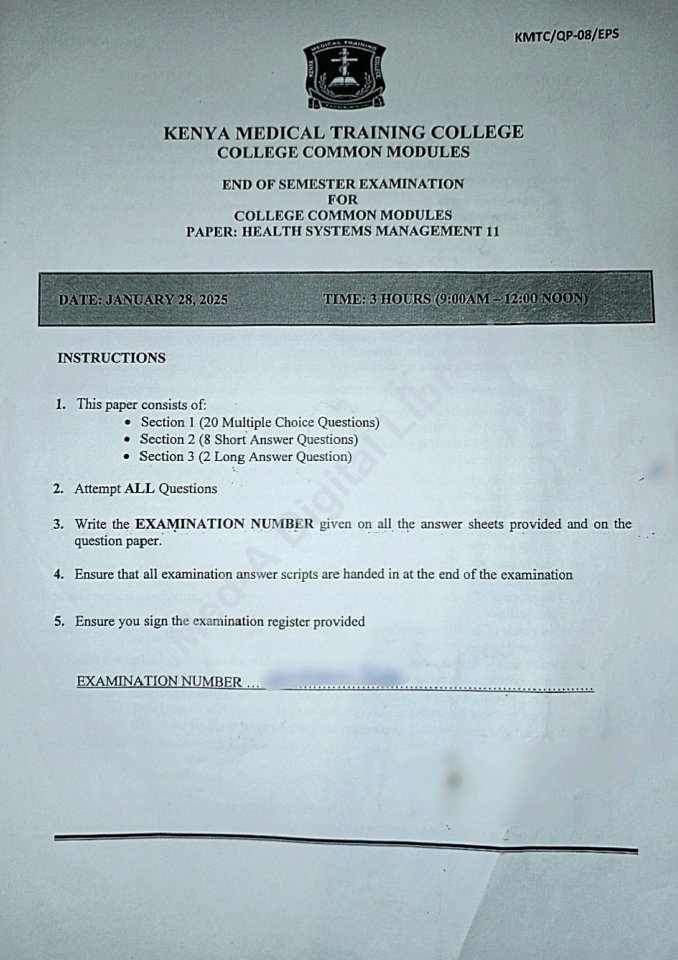 KMTC/QP-08/EPS
MEDICAL TRAINING
KENYA
COLLEGE
KENYA MEDICAL TRAINING COLLEGE
COLLEGE COMMON MODULES
END OF SEMESTER EXAMINATION
FOR
COLLEGE COMMON MODULES
PAPER: HEALTH SYSTEMS MANAGEMENT 11
DATE: JANUARY 28, 2025 TIME: 3 HOURS (9:00AM – 12:00 NOON)
INSTRUCTIONS
1. This paper consists of:
• Section 1 (20 Multiple Choice Questions)
• Section 2 (8 Short Answer Questions)
• Section 3 (2 Long Answer Question)
2. Attempt ALL Questions
3. Write the EXAMINATION NUMBER given on all the answer sheets provided and on the
question paper.
4. Ensure that all examination answer scripts are handed in at the end of the examination
5. Ensure you sign the examination register provided
EXAMINATION NUMBER ...
Digital